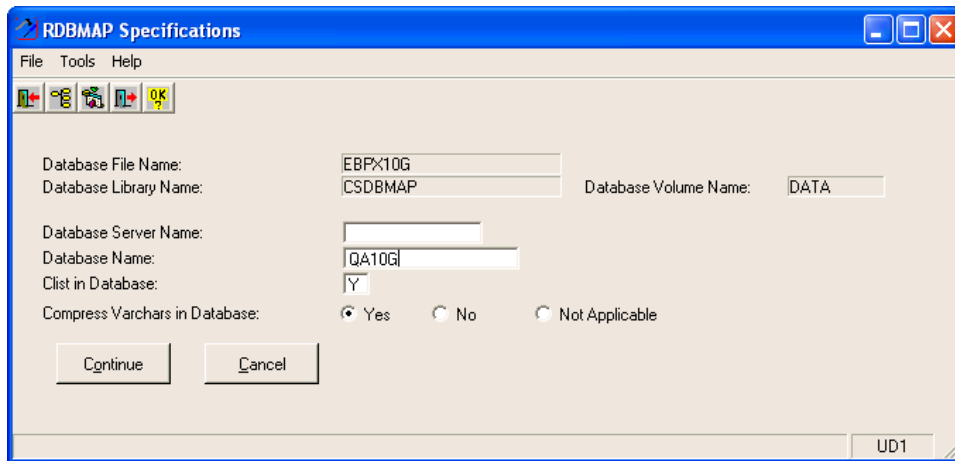 RDBMAP Specifications
File Tools Help
OK ?
Database File Name: EBPX10G
Database Library Name: CSDBMAP Database Volume Name: DATA
Database Server Name:
Database Name: QA10G
Clist in Database: Y
Compress Varchars in Database: Yes No Not Applicable
Continue Cancel
UD1